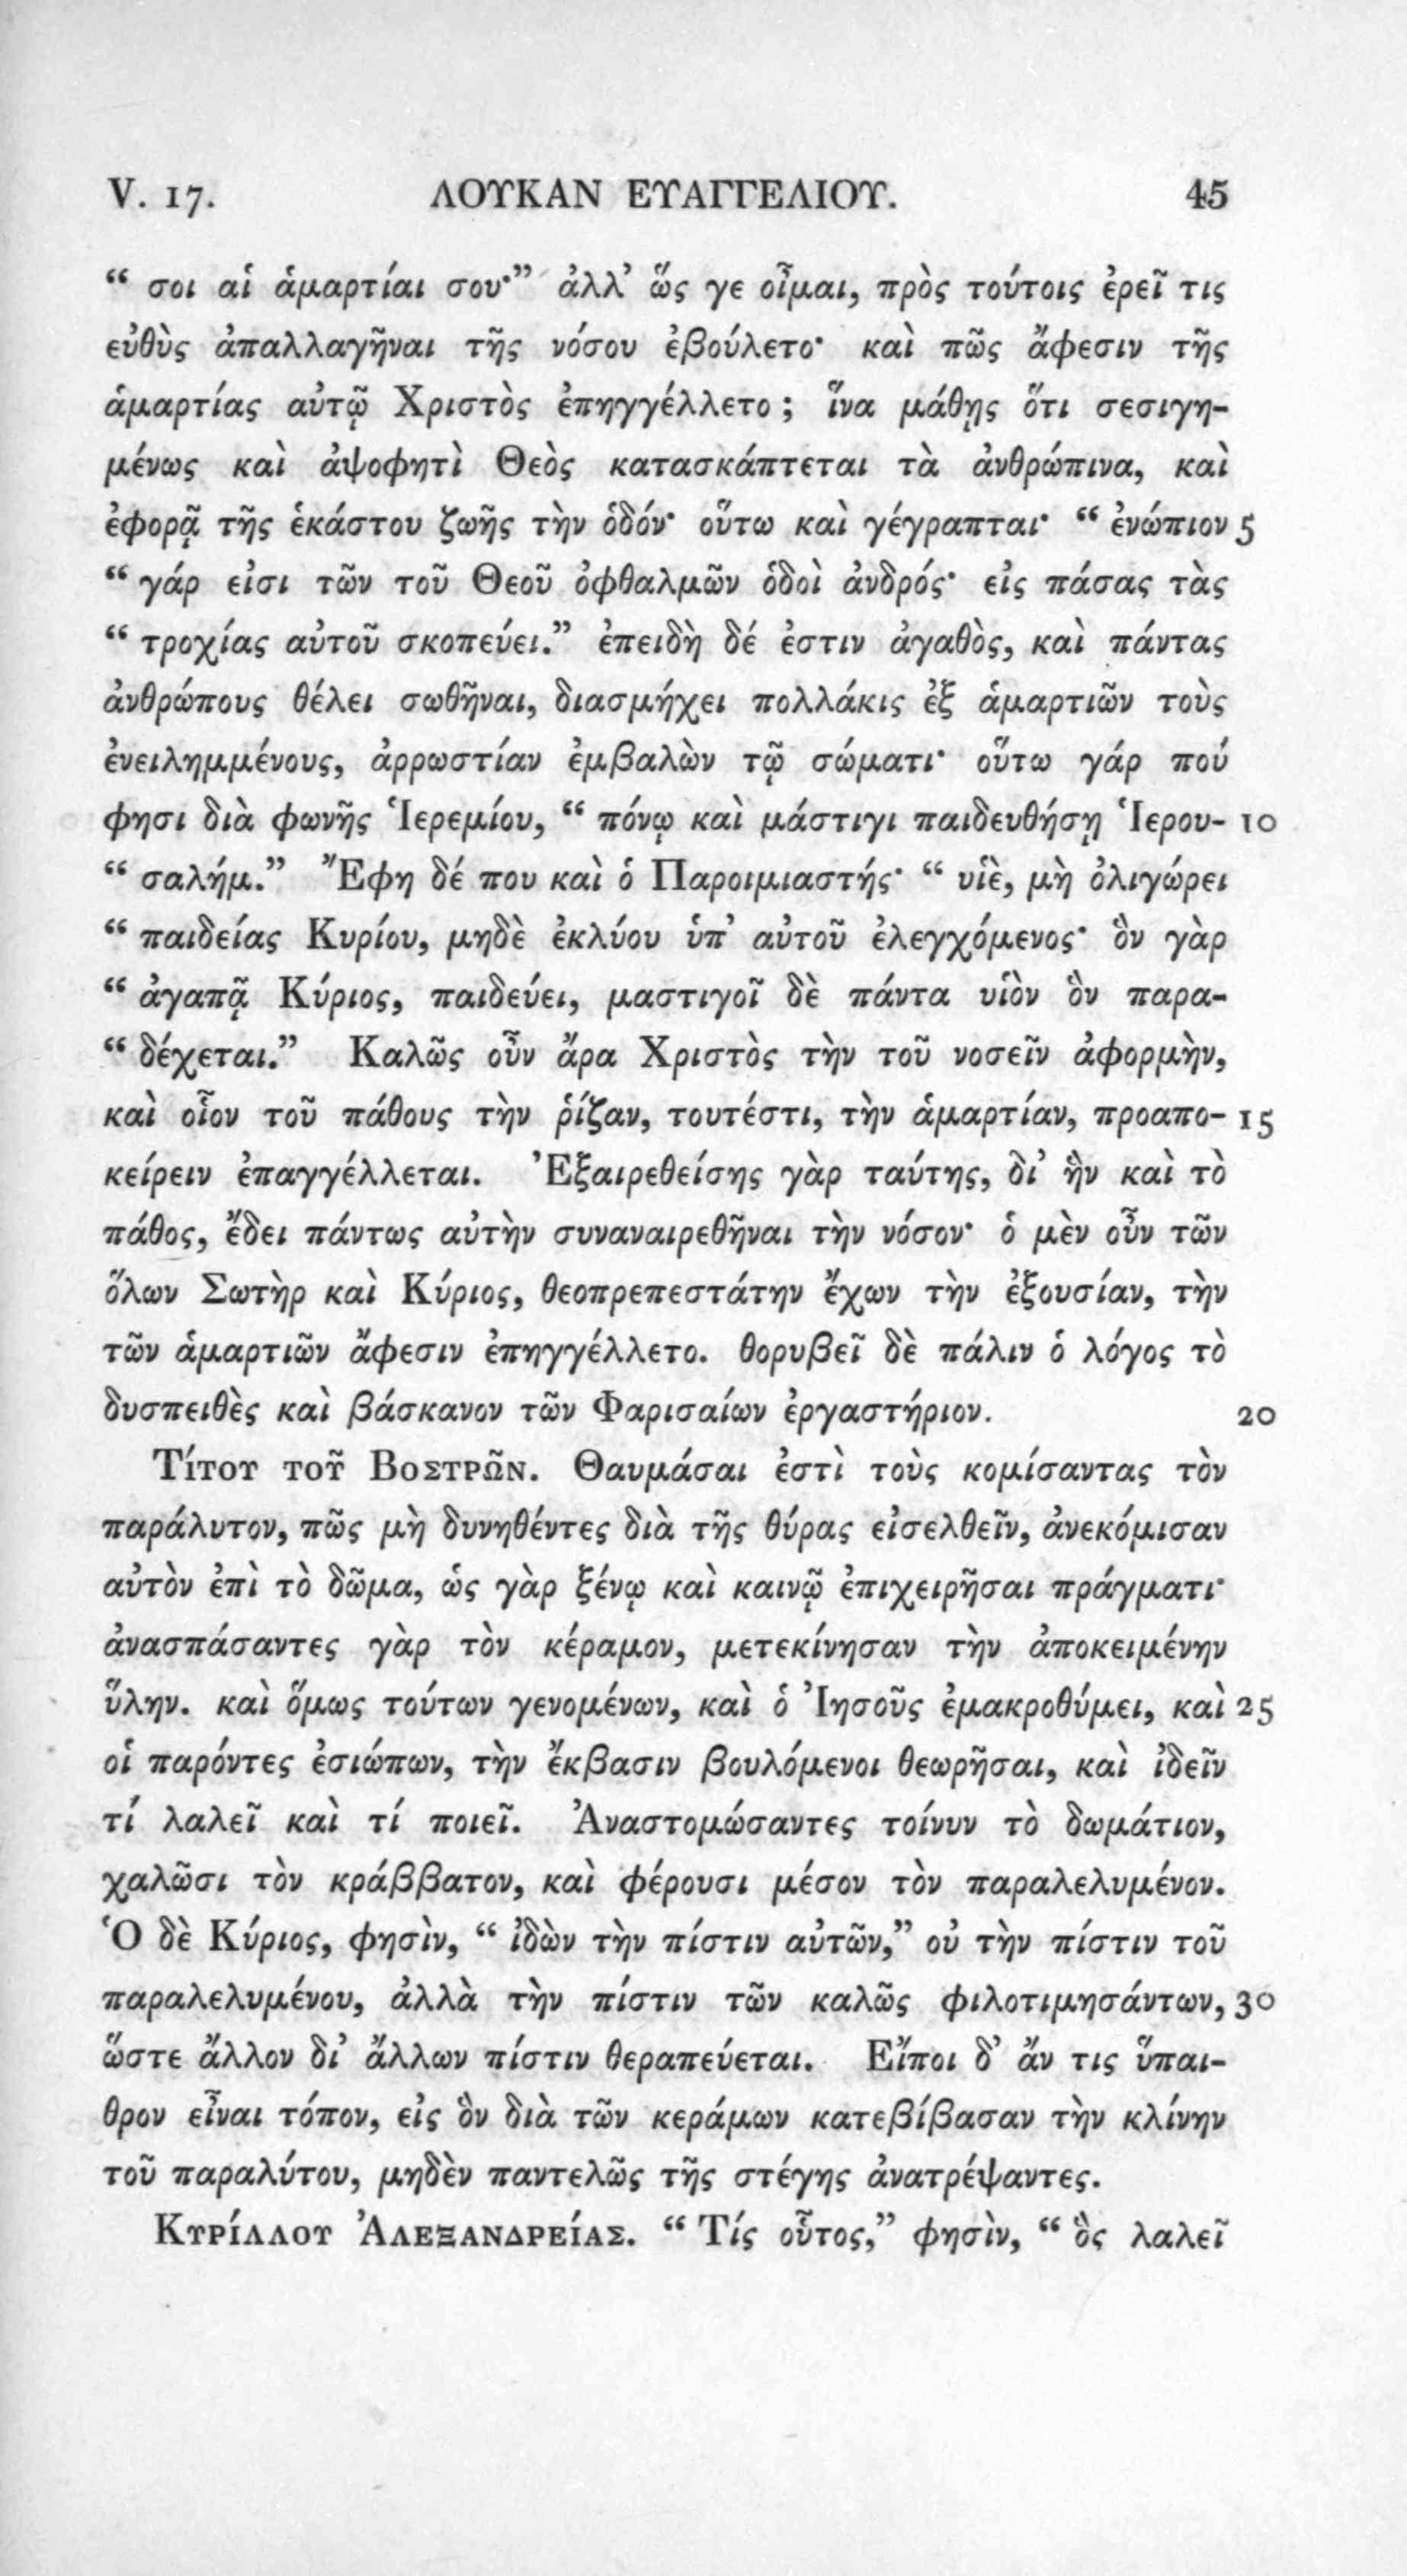 V. 17. ΛΟΥΚΑΝ ΕΥΑΓΓΕΛΙΟΥ. 45
“ σοι αἱ ἁμαρτίαι σου·” ἀλλ’ ὥς γε οἶμαι, πρὸς τούτοις ἐρεῖ τις
εὐθὺς ἀπαλλαγῆναι τῆς νόσου ἐβούλετο· καὶ πῶς ἄφεσιν τῆς
ἁμαρτίας αὐτῷ Χριστὸς ἐπηγγέλλετο ; ἵνα μάθῃς ὅτι σεσιγη-
μένως καὶ ἀψοφητὶ Θεὸς κατασκάπτεται τὰ ἀνθρώπινα, καὶ
ἐφορᾷ τῆς ἑκάστου ζωῆς τὴν ὁδόν· οὕτω καὶ γέγραπται· “ ἐνώπιον 5
“ γάρ εἰσι τῶν τοῦ Θεοῦ ὀφθαλμῶν ὁδοὶ ἀνδρός· εἰς πάσας τὰς
“ τροχίας αὐτοῦ σκοπεύει.” ἐπειδὴ δέ ἐστιν ἀγαθὸς, καὶ πάντας
ἀνθρώπους θέλει σωθῆναι, διασμήχει πολλάκις ἐξ ἁμαρτιῶν τοὺς
ἐνειλημμένους, ἀρρωστίαν ἐμβαλὼν τῷ σώματι· οὕτω γάρ πού
φησι διὰ φωνῆς Ἱερεμίου, “ πόνῳ καὶ μάστιγι παιδευθήσῃ Ἱερου- 10
“ σαλήμ.” Ἔφη δέ που καὶ ὁ Παροιμιαστής· “ υἱὲ, μὴ ὀλιγώρει
“ παιδείας Κυρίου, μηδὲ ἐκλύου ὑπ’ αὐτοῦ ἐλεγχόμενος· ὃν γὰρ
“ ἀγαπᾷ Κύριος, παιδεύει, μαστιγοῖ δὲ πάντα υἱὸν ὃν παρα-
“ δέχεται.” Καλῶς οὖν ἄρα Χριστὸς τὴν τοῦ νοσεῖν ἀφορμὴν,
καὶ οἷον τοῦ πάθους τὴν ῥίζαν, τουτέστι, τὴν ἁμαρτίαν, προαπο- 15
κείρειν ἐπαγγέλλεται. Ἐξαιρεθείσης γὰρ ταύτης, δι’ ἣν καὶ τὸ
πάθος, ἔδει πάντως αὐτὴν συναναιρεθῆναι τὴν νόσον· ὁ μὲν οὖν τῶν
ὅλων Σωτὴρ καὶ Κύριος, θεοπρεπεστάτην ἔχων τὴν ἐξουσίαν, τὴν
τῶν ἁμαρτιῶν ἄφεσιν ἐπηγγέλλετο. θορυβεῖ δὲ πάλιν ὁ λόγος τὸ
δυσπειθὲς καὶ βάσκανον τῶν Φαρισαίων ἐργαστήριον. 20
Τίτου τοῦ Βοστρῶν. Θαυμάσαι ἐστὶ τοὺς κομίσαντας τὸν
παράλυτον, πῶς μὴ δυνηθέντες διὰ τῆς θύρας εἰσελθεῖν, ἀνεκόμισαν
αὐτὸν ἐπὶ τὸ δῶμα, ὡς γὰρ ξένῳ καὶ καινῷ ἐπιχειρῆσαι πράγματι·
ἀνασπάσαντες γὰρ τὸν κέραμον, μετεκίνησαν τὴν ἀποκειμένην
ὕλην. καὶ ὅμως τούτων γενομένων, καὶ ὁ Ἰησοῦς ἐμακροθύμει, καὶ 25
οἱ παρόντες ἐσιώπων, τὴν ἔκβασιν βουλόμενοι θεωρῆσαι, καὶ ἰδεῖν
τί λαλεῖ καὶ τί ποιεῖ. Ἀναστομώσαντες τοίνυν τὸ δωμάτιον,
χαλῶσι τὸν κράββατον, καὶ φέρουσι μέσον τὸν παραλελυμένον.
Ὁ δὲ Κύριος, φησὶν, “ ἰδὼν τὴν πίστιν αὐτῶν,” οὐ τὴν πίστιν τοῦ
παραλελυμένου, ἀλλὰ τὴν πίστιν τῶν καλῶς φιλοτιμησάντων, 30
ὥστε ἄλλον δι’ ἄλλων πίστιν θεραπεύεται. Εἴποι δ’ ἄν τις ὕπαι-
θρον εἶναι τόπον, εἰς ὃν διὰ τῶν κεράμων κατεβίβασαν τὴν κλίνην
τοῦ παραλύτου, μηδὲν παντελῶς τῆς στέγης ἀνατρέψαντες.
Κυρίλλου Ἀλεξανδρείας. “ Τίς οὗτος,” φησὶν, “ ὃς λαλεῖ